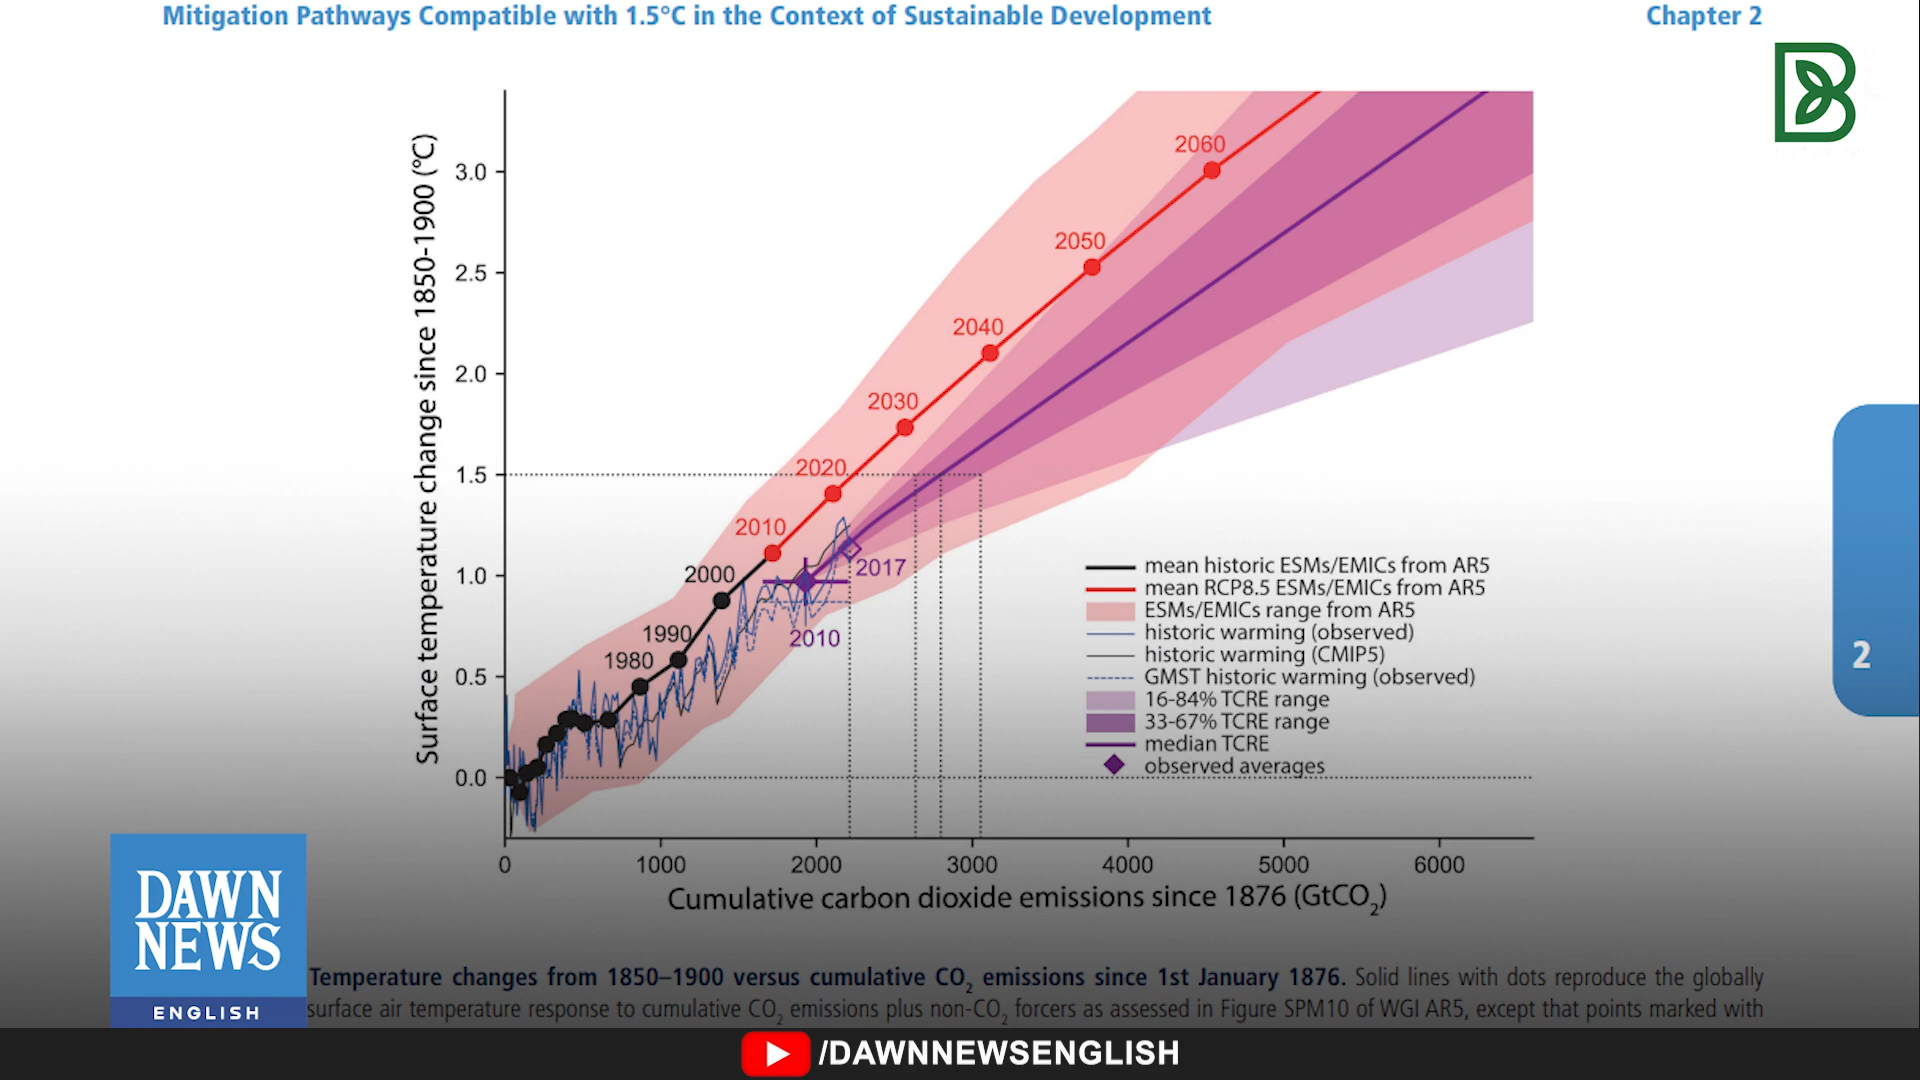 Mitigation Pathways Compatible with 1.5°C in the Context of Sustainable Development
Chapter 2
B
Surface temperature change since 1850-1900 (°C)
3.0
2.5
2.0
1.5
1.0
0.5
0.0
2060
2050
2040
2030
2020
2010
2000
1990
1980
2017
2010
mean historic ESMs/EMICs from AR5
mean RCP8.5 ESMs/EMICs from AR5
ESMs/EMICs range from AR5
historic warming (observed)
historic warming (CMIP5)
GMST historic warming (observed)
16-84% TCRE range
33-67% TCRE range
median TCRE
observed averages
2
0 1000 2000 3000 4000 5000 6000
Cumulative carbon dioxide emissions since 1876 (GtCO₂)
DAWN
NEWS
ENGLISH
Temperature changes from 1850–1900 versus cumulative CO₂ emissions since 1st January 1876. Solid lines with dots reproduce the globally
surface air temperature response to cumulative CO₂ emissions plus non-CO₂ forcers as assessed in Figure SPM10 of WGI AR5, except that points marked with
/DAWNNEWSENGLISH